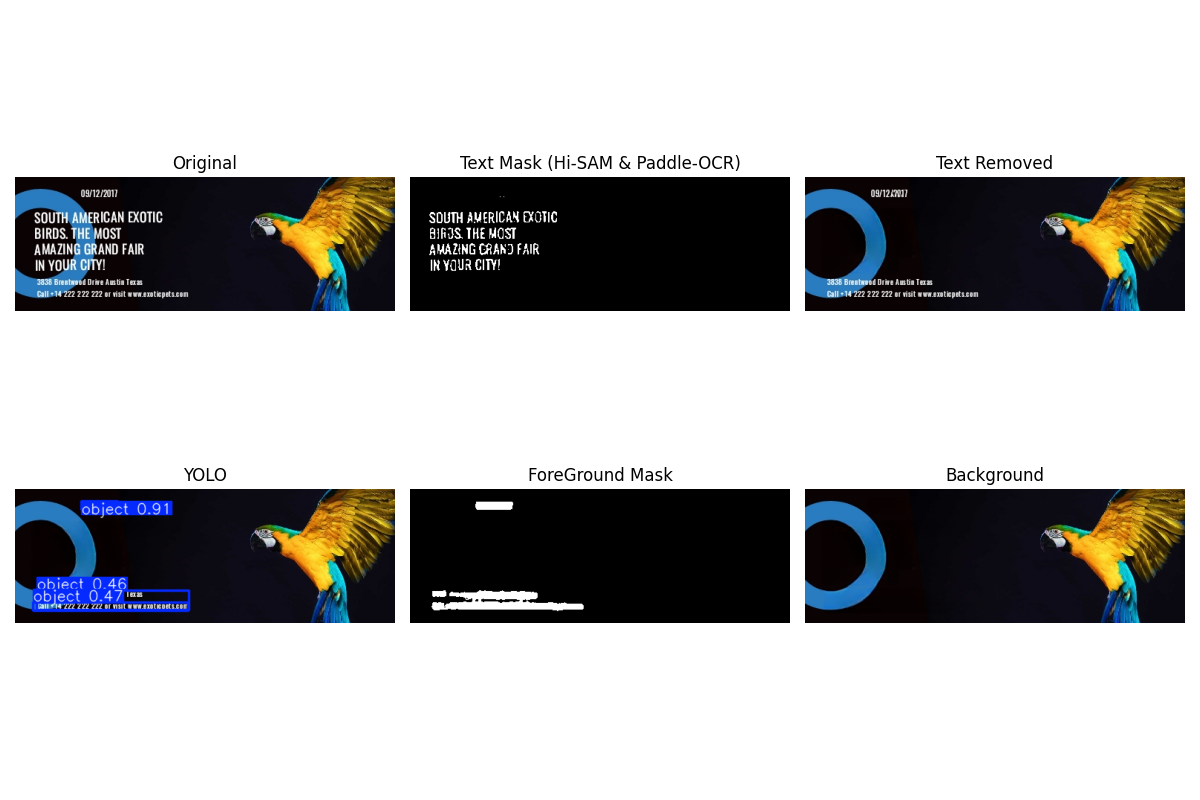 Original
09/12/2017
SOUTH AMERICAN EXOTIC
BIRDS. THE MOST
AMAZING GRAND FAIR
IN YOUR CITY!
3838 Brentwood Drive Austin Texas
Call +14 222 222 222 or visit www.exoticpets.com
Text Mask (Hi-SAM & Paddle-OCR)
SOUTH AMERICAN EXOTIC
BIRDS. THE MOST
AMAZING GRAND FAIR
IN YOUR CITY!
Text Removed
09/12/2017
3838 Brentwood Drive Austin Texas
Call +14 222 222 222 or visit www.exoticpets.com
YOLO
object 0.91
object 0.46
object 0.47 Texas
Call +14 222 222 222 or visit www.exoticpets.com
ForeGround Mask
Background